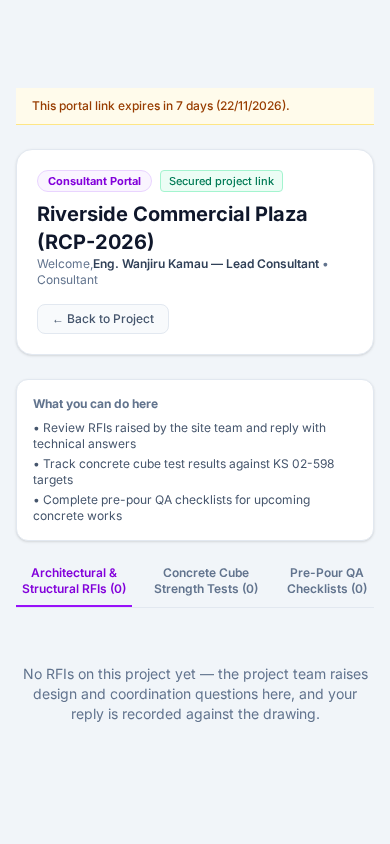 This portal link expires in 7 days (22/11/2026).
Consultant Portal
Secured project link
Riverside Commercial Plaza
(RCP-2026)
Welcome,Eng. Wanjiru Kamau — Lead Consultant •
Consultant
← Back to Project
What you can do here
• Review RFIs raised by the site team and reply with
technical answers
• Track concrete cube test results against KS 02-598
targets
• Complete pre-pour QA checklists for upcoming
concrete works
Architectural &
Structural RFIs (0)
Concrete Cube
Strength Tests (0)
Pre-Pour QA
Checklists (0)
No RFIs on this project yet — the project team raises
design and coordination questions here, and your
reply is recorded against the drawing.